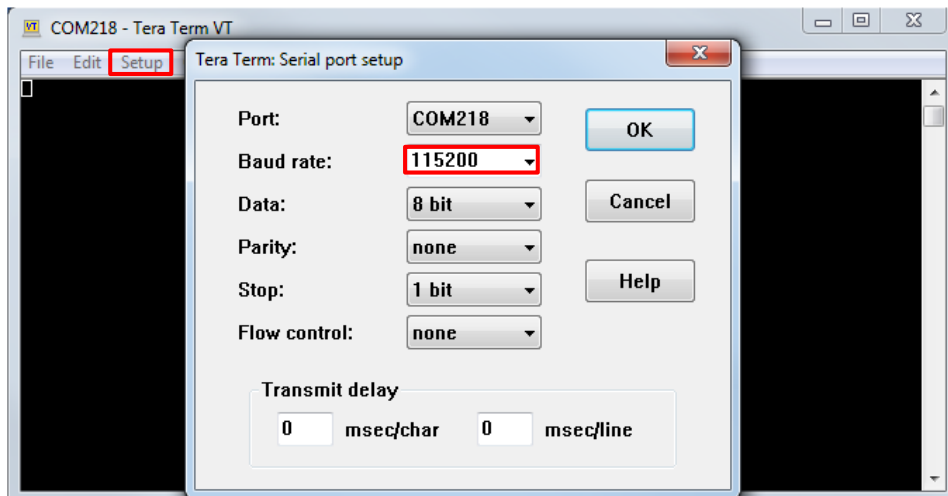 VT COM218 - Tera Term VT
File Edit Setup
Tera Term: Serial port setup
Port: COM218 OK
Baud rate: 115200
Data: 8 bit Cancel
Parity: none
Stop: 1 bit Help
Flow control: none
Transmit delay
0 msec/char 0 msec/line